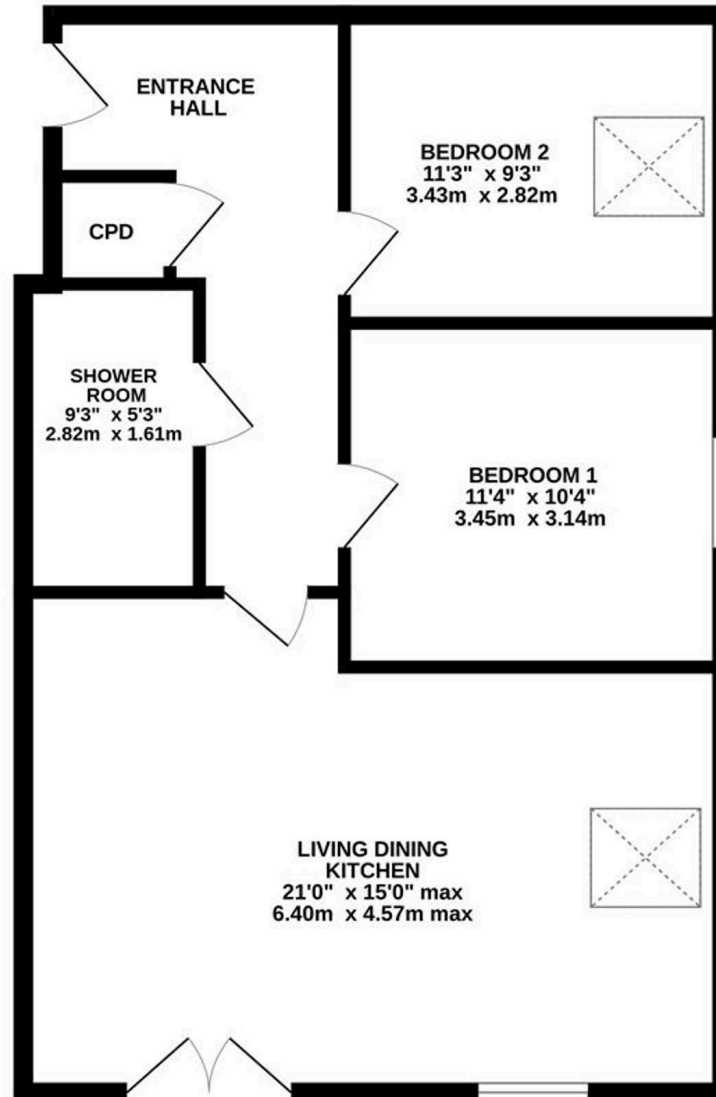 ENTRANCE
HALL
BEDROOM 2
11'3" x 9'3"
3.43m x 2.82m
CPD
SHOWER
ROOM
9'3" x 5'3"
2.82m x 1.61m
BEDROOM 1
11'4" x 10'4"
3.45m x 3.14m
LIVING DINING
KITCHEN
21'0" x 15'0" max
6.40m x 4.57m max